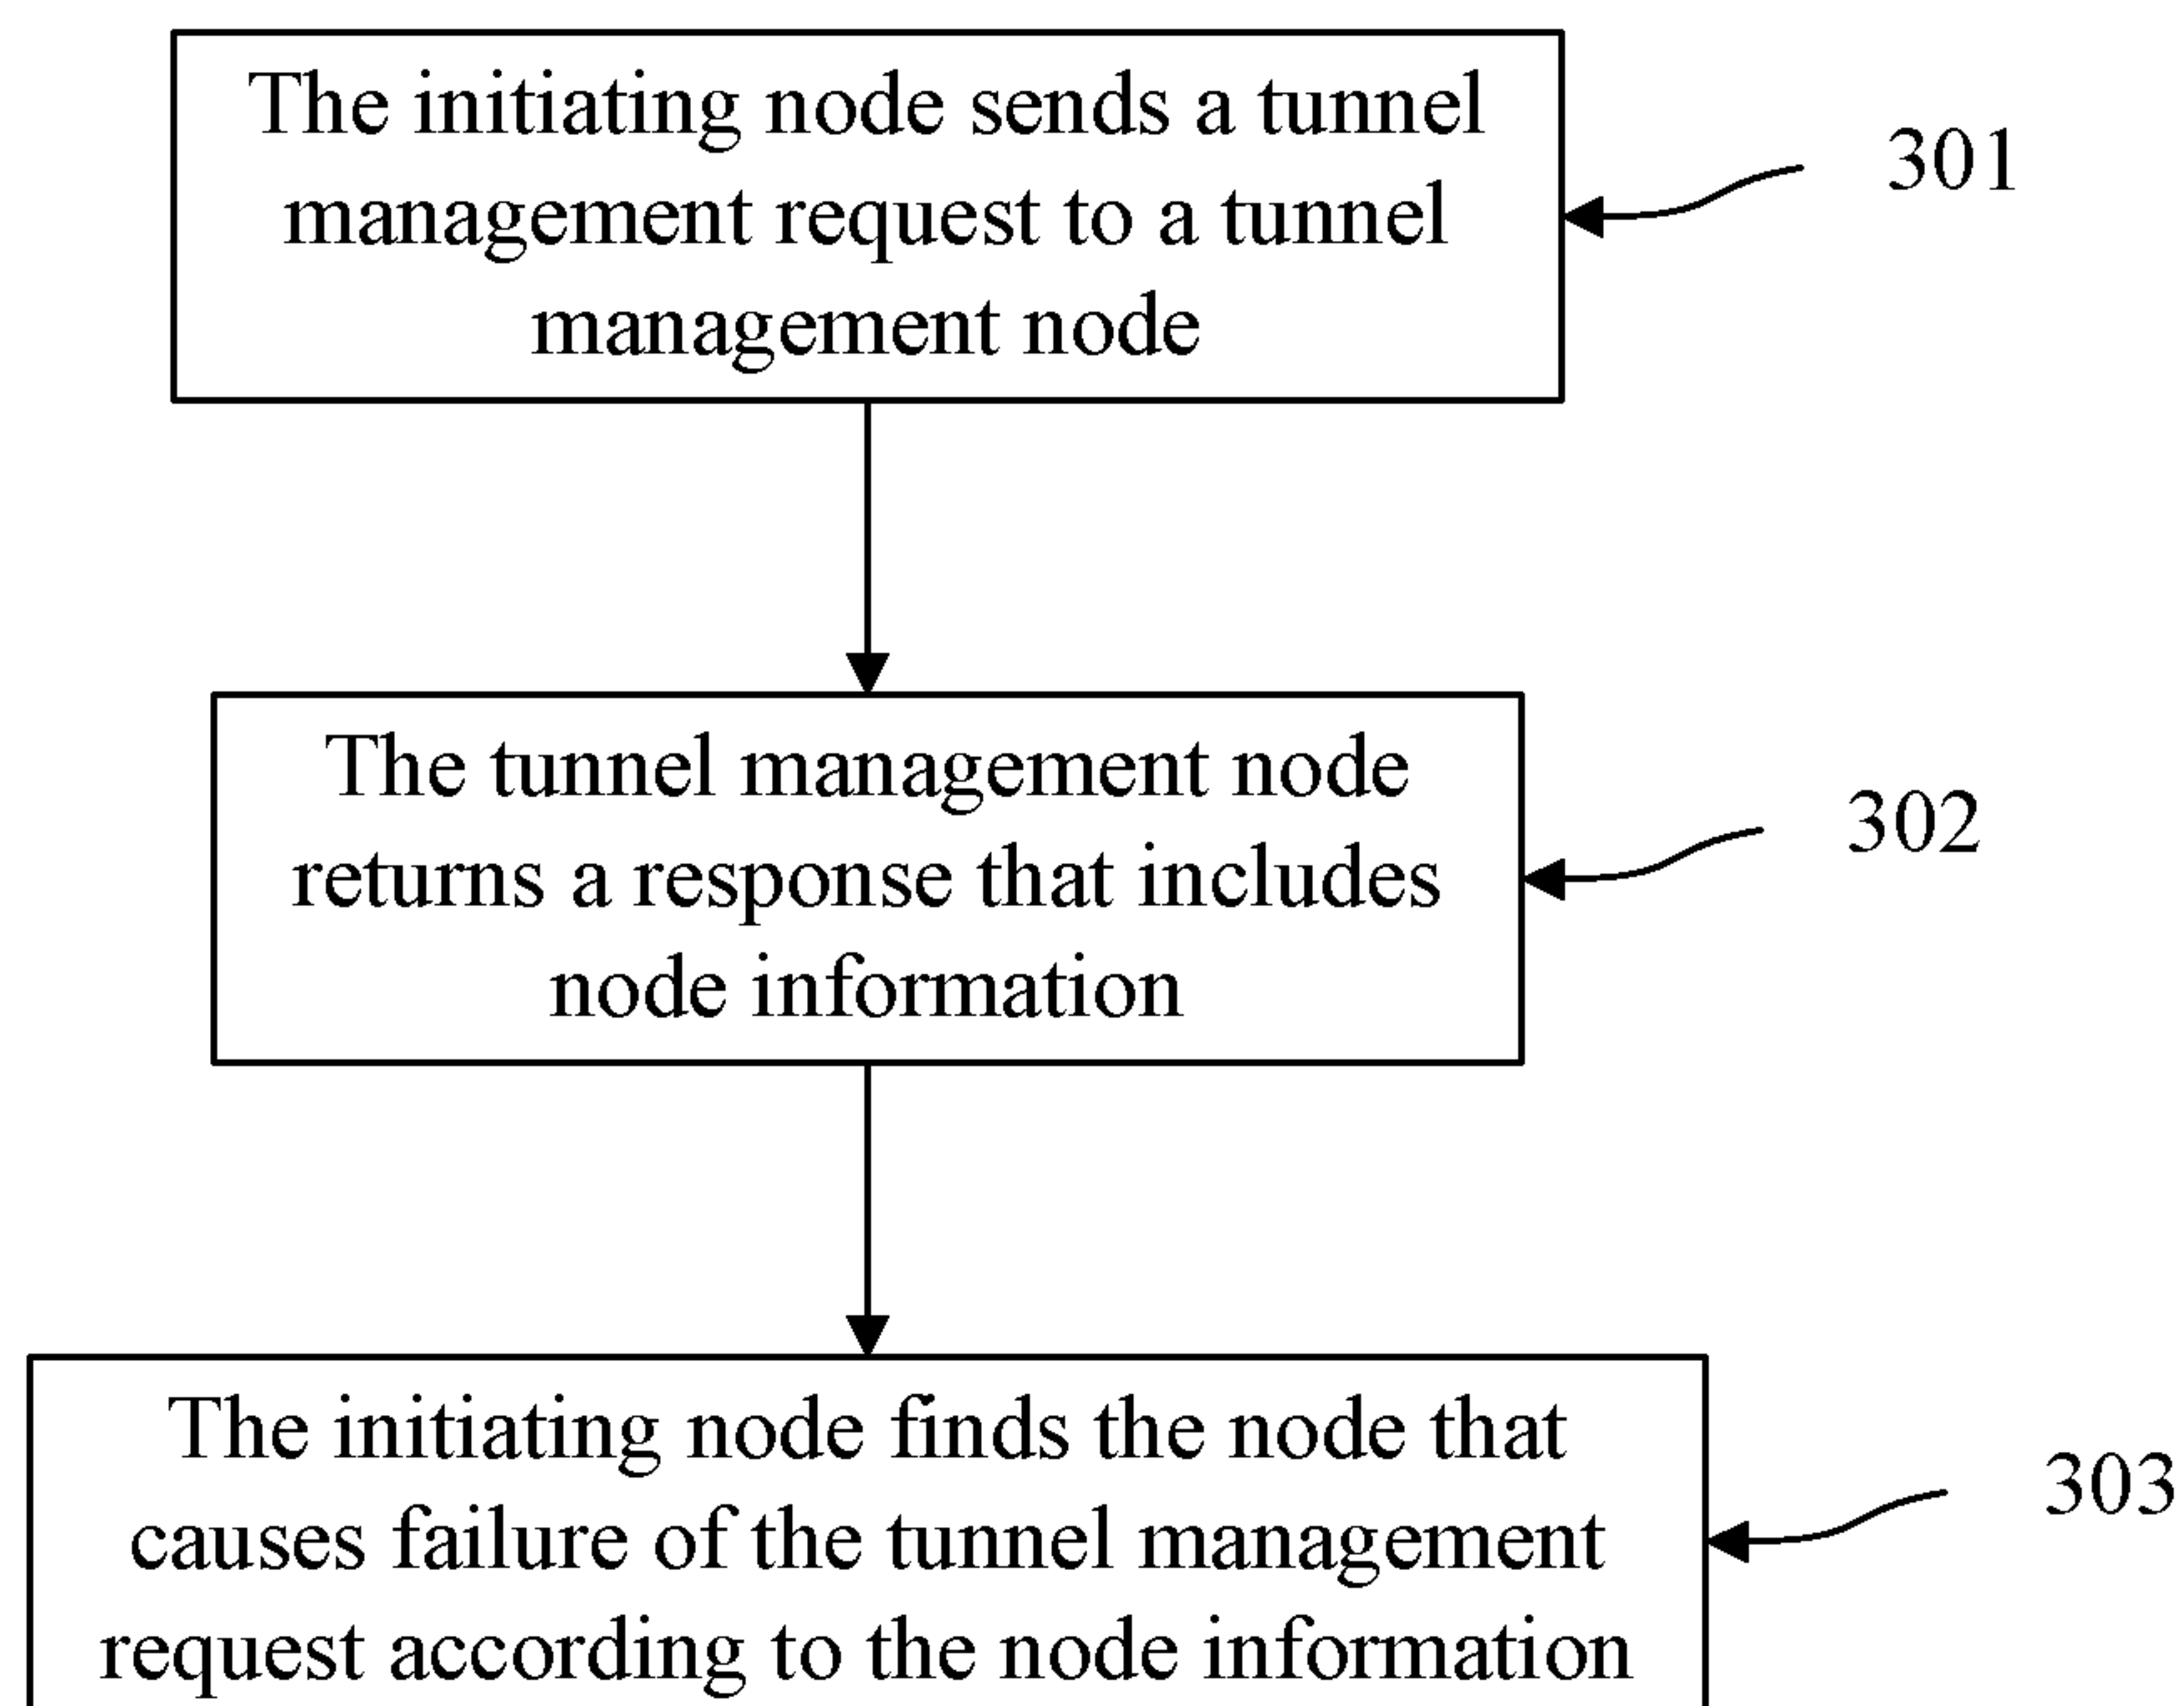 The initiating node sends a tunnel
management request to a tunnel
management node
301
The tunnel management node
returns a response that includes
node information
302
The initiating node finds the node that
causes failure of the tunnel management
request according to the node information
303